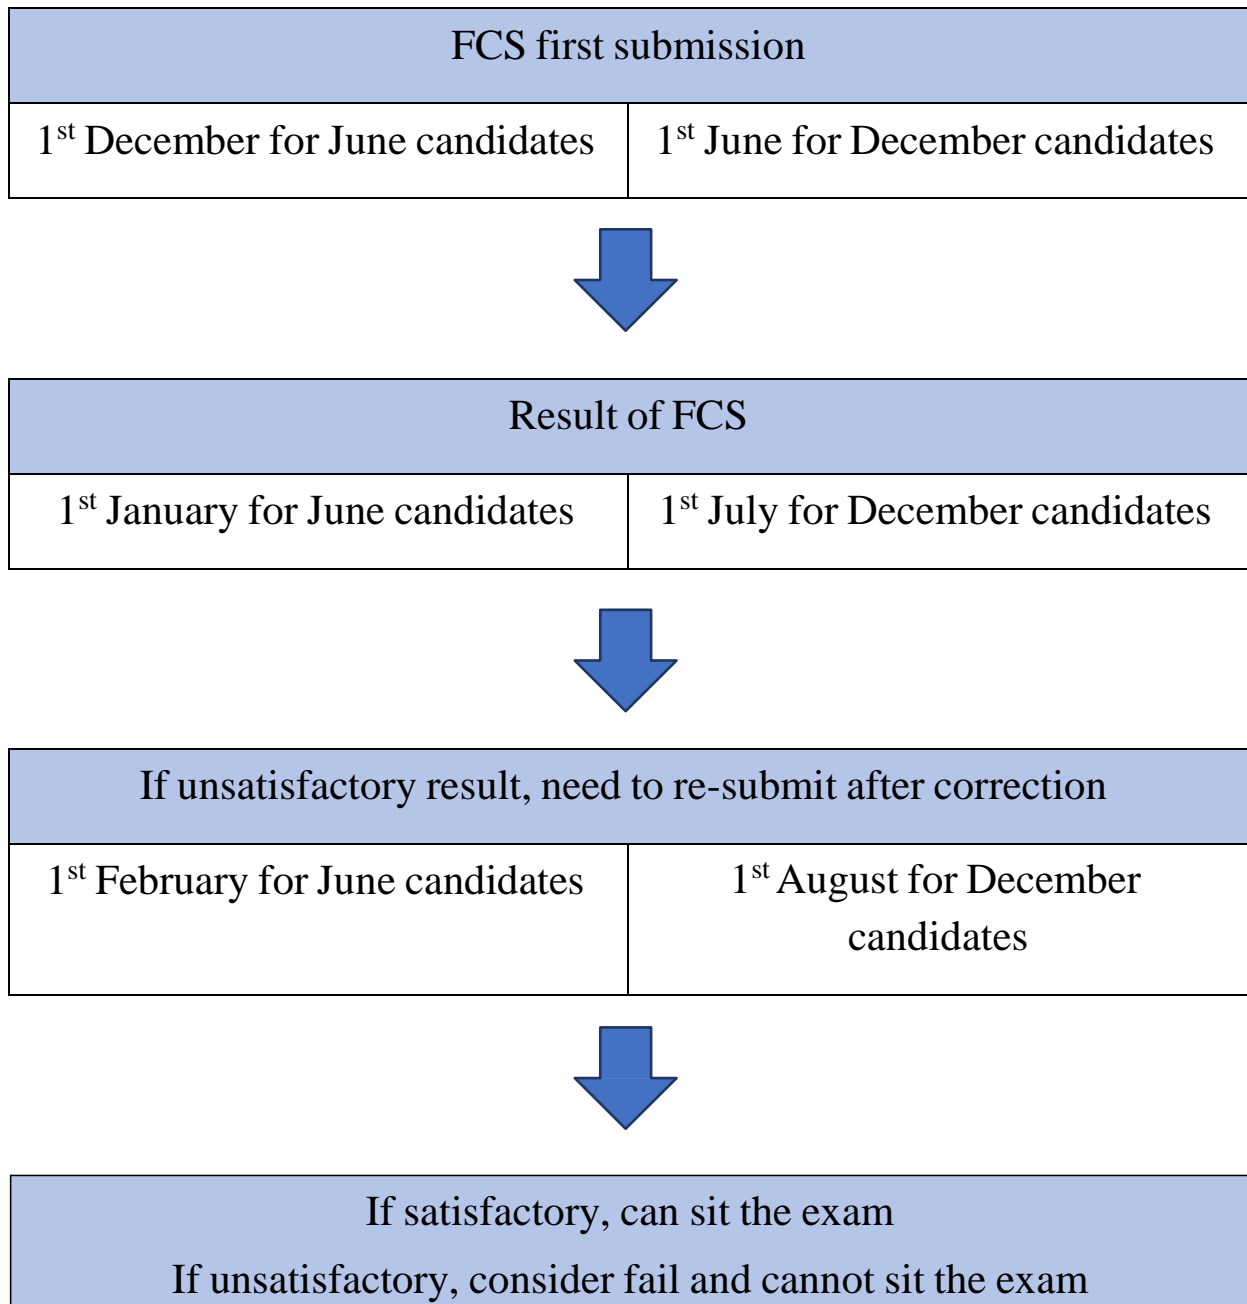 FCS first submission
1st December for June candidates
1st June for December candidates
Result of FCS
1st January for June candidates
1st July for December candidates
If unsatisfactory result, need to re-submit after correction
1st February for June candidates
1st August for December
candidates
If satisfactory, can sit the exam
If unsatisfactory, consider fail and cannot sit the exam